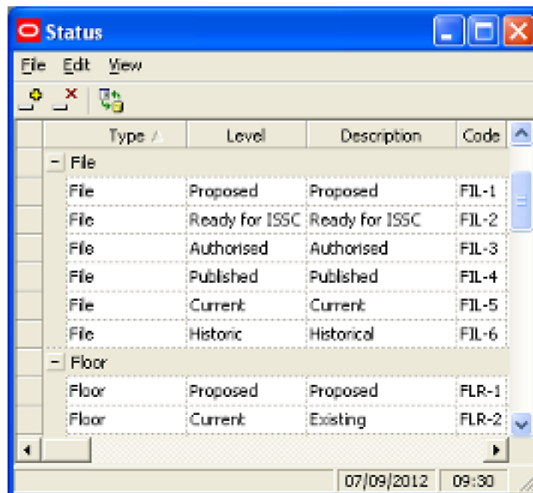 Status
File Edit View
Type Level Description Code
File
File Proposed Proposed FIL-1
File Ready for ISSC Ready for ISSC FIL-2
File Authorised Authorised FIL-3
File Published Published FIL-4
File Current Current FIL-5
File Historic Historical FIL-6
Floor
Floor Proposed Proposed FLR-1
Floor Current Existing FLR-2
07/09/2012 09:30